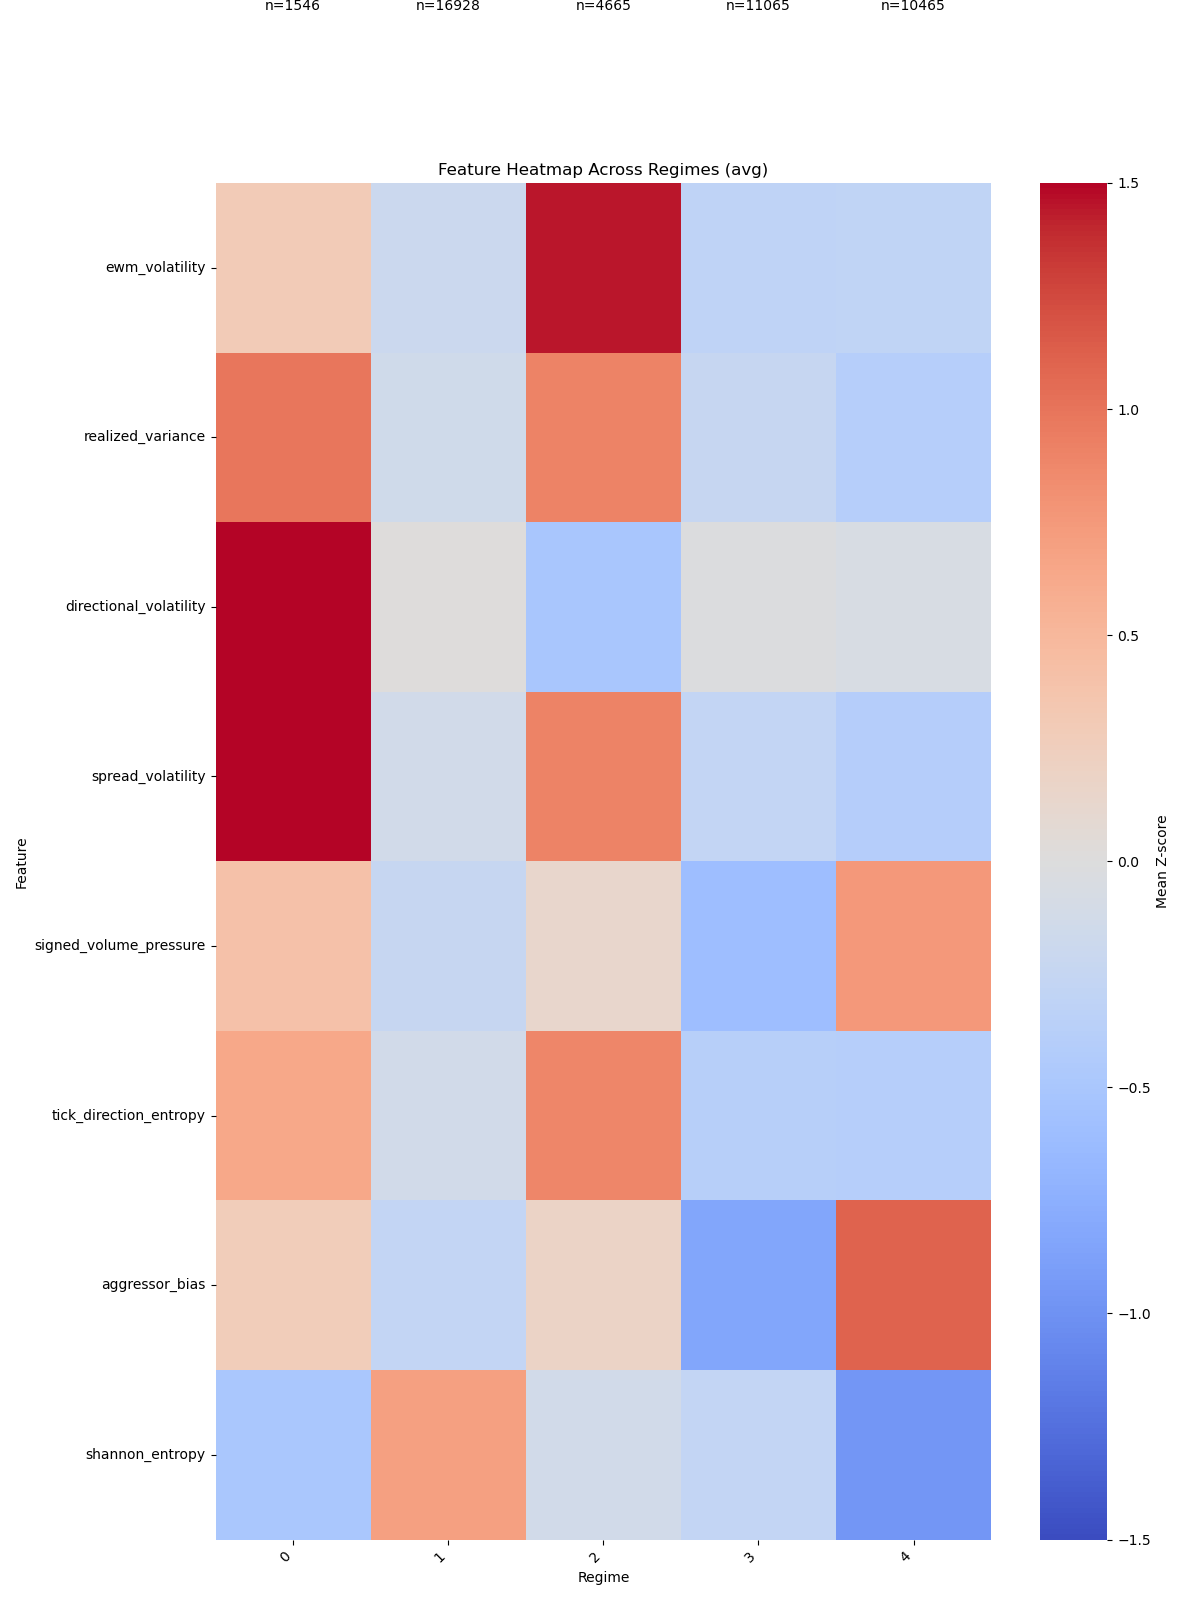 n=1546 n=16928 n=4665 n=11065 n=10465
Feature Heatmap Across Regimes (avg)
ewm_volatility
realized_variance
directional_volatility
spread_volatility
signed_volume_pressure
tick_direction_entropy
aggressor_bias
shannon_entropy
Feature
0 1 2 3 4
Regime
1.5
1.0
0.5
0.0
−0.5
−1.0
−1.5
Mean Z-score